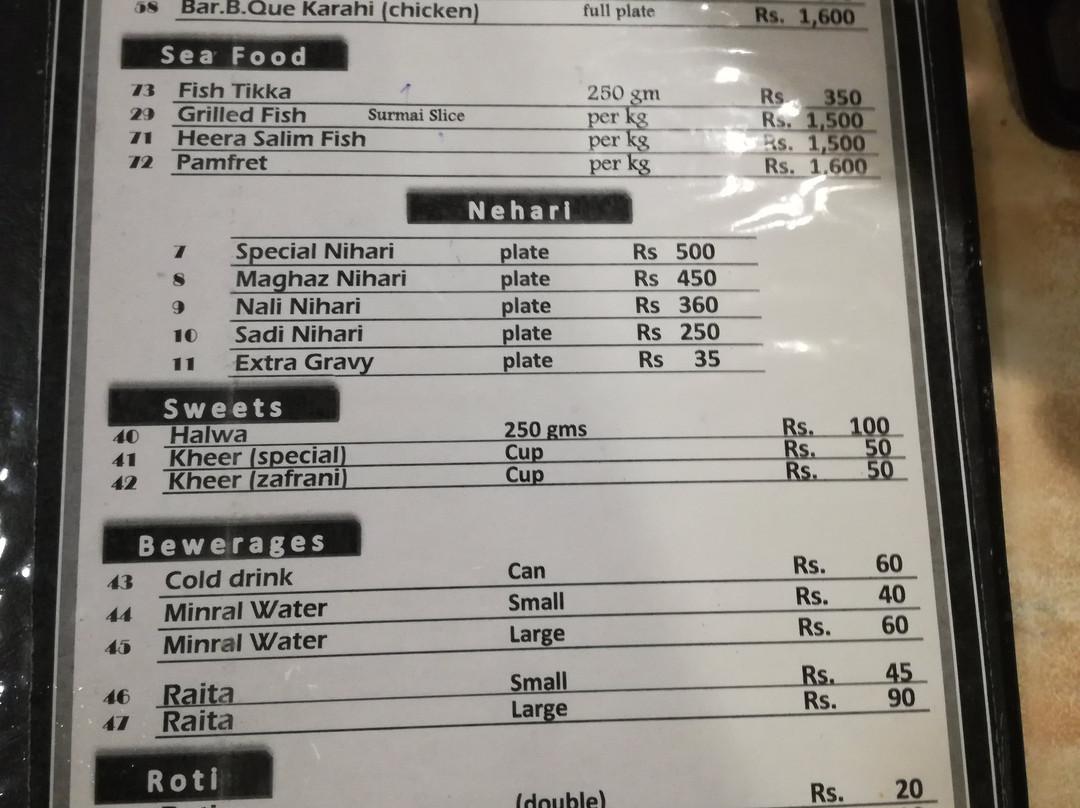 58 Bar.B.Que Karahi (chicken) full plate Rs. 1,600
Sea Food
73 Fish Tikka 250 gm Rs. 350
29 Grilled Fish Surmai Slice per kg Rs. 1,500
71 Heera Salim Fish per kg Rs. 1,500
72 Pamfret per kg Rs. 1,600
Nehari
7 Special Nihari plate Rs 500
8 Maghaz Nihari plate Rs 450
9 Nali Nihari plate Rs 360
10 Sadi Nihari plate Rs 250
11 Extra Gravy plate Rs 35
Sweets
40 Halwa 250 gms Rs. 100
41 Kheer (special) Cup Rs. 50
42 Kheer (zafrani) Cup Rs. 50
Bewerages
43 Cold drink Can Rs. 60
44 Minral Water Small Rs. 40
45 Minral Water Large Rs. 60
46 Raita Small Rs. 45
47 Raita Large Rs. 90
Roti
(double) Rs. 20